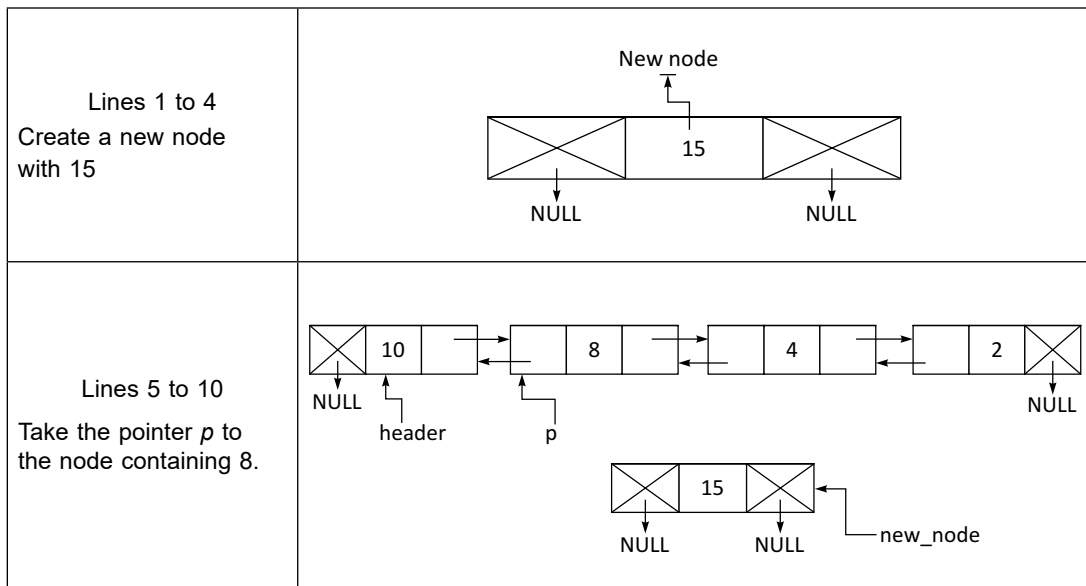 Lines 1 to 4
Create a new node
with 15
New node
15
NULL NULL
Lines 5 to 10
Take the pointer p to
the node containing 8.
10 8 4 2
NULL NULL
header p
15
NULL NULL
new_node